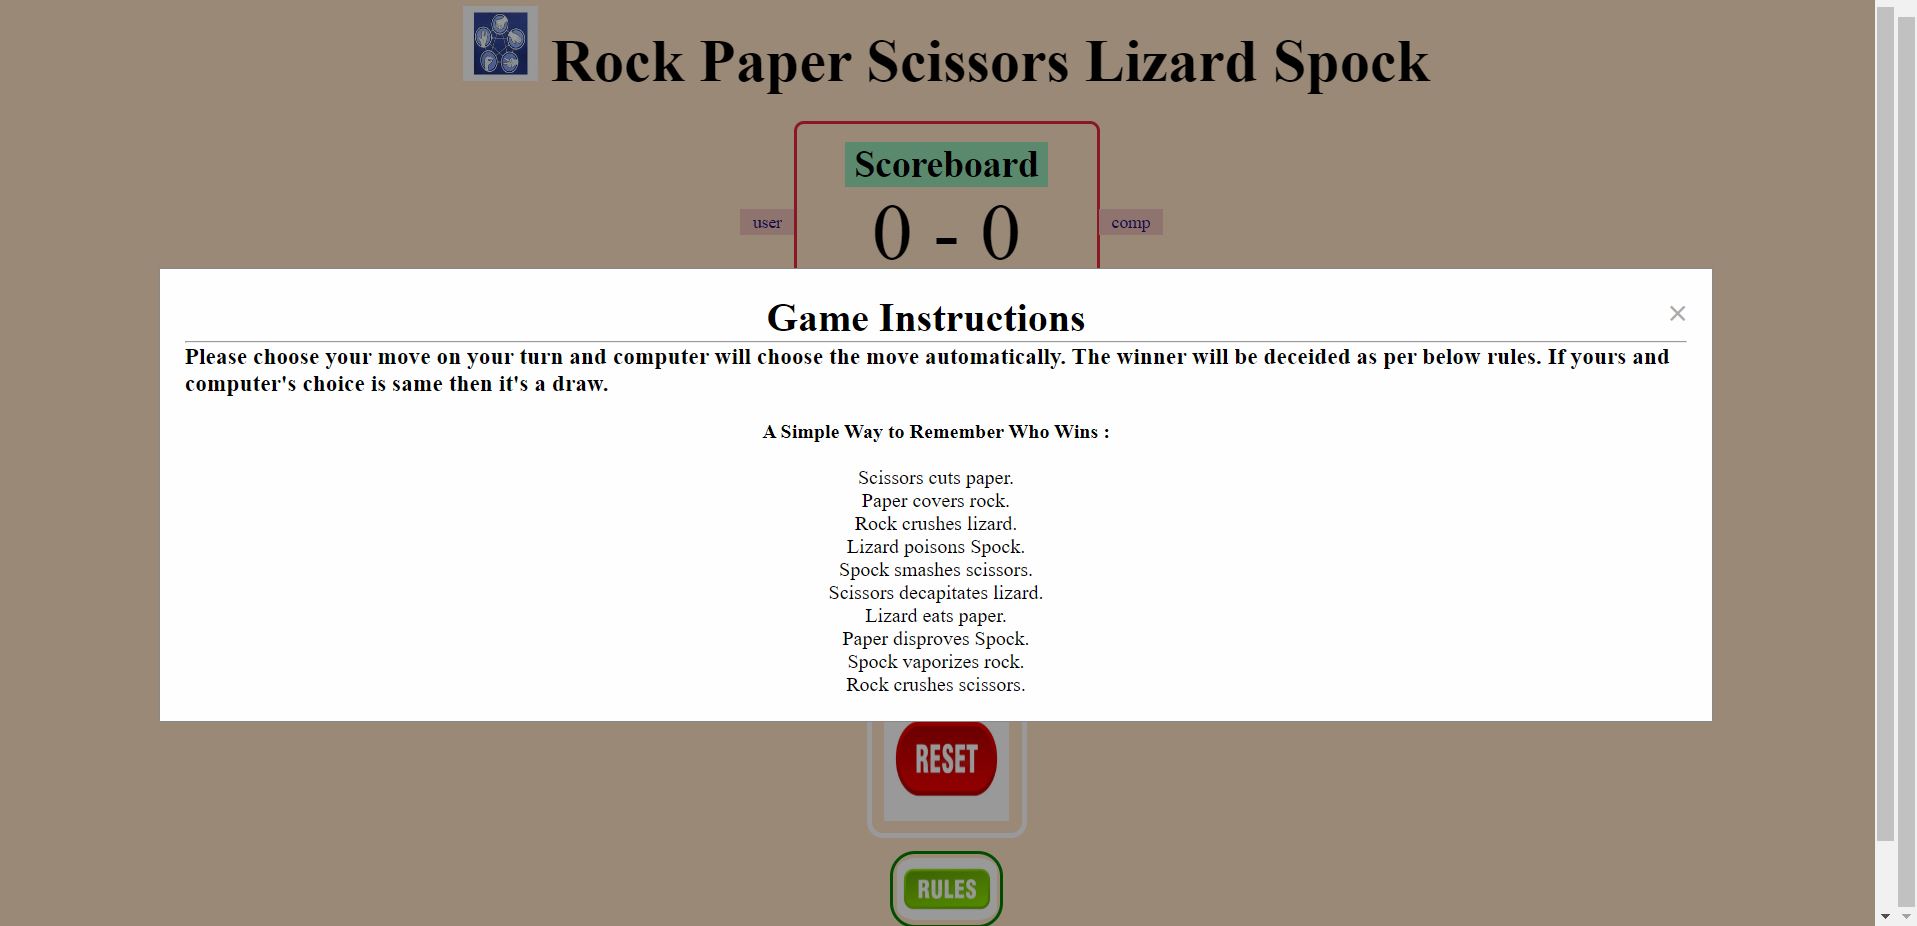 Rock Paper Scissors Lizard Spock
Scoreboard
user 0 - 0 comp
Game Instructions ×
Please choose your move on your turn and computer will choose the move automatically. The winner will be deceided as per below rules. If yours and
computer's choice is same then it's a draw.
A Simple Way to Remember Who Wins :
Scissors cuts paper.
Paper covers rock.
Rock crushes lizard.
Lizard poisons Spock.
Spock smashes scissors.
Scissors decapitates lizard.
Lizard eats paper.
Paper disproves Spock.
Spock vaporizes rock.
Rock crushes scissors.
RESET
RULES